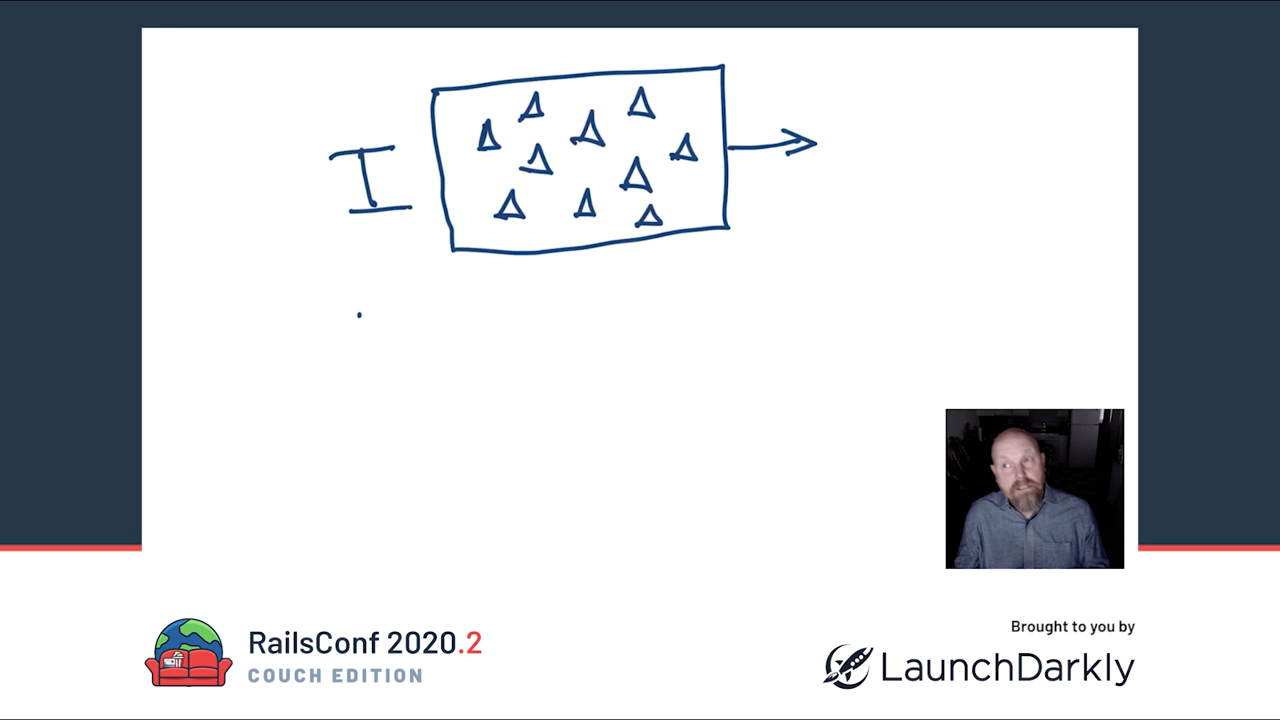 I
RailsConf 2020.2
COUCH EDITION
Brought to you by
LaunchDarkly